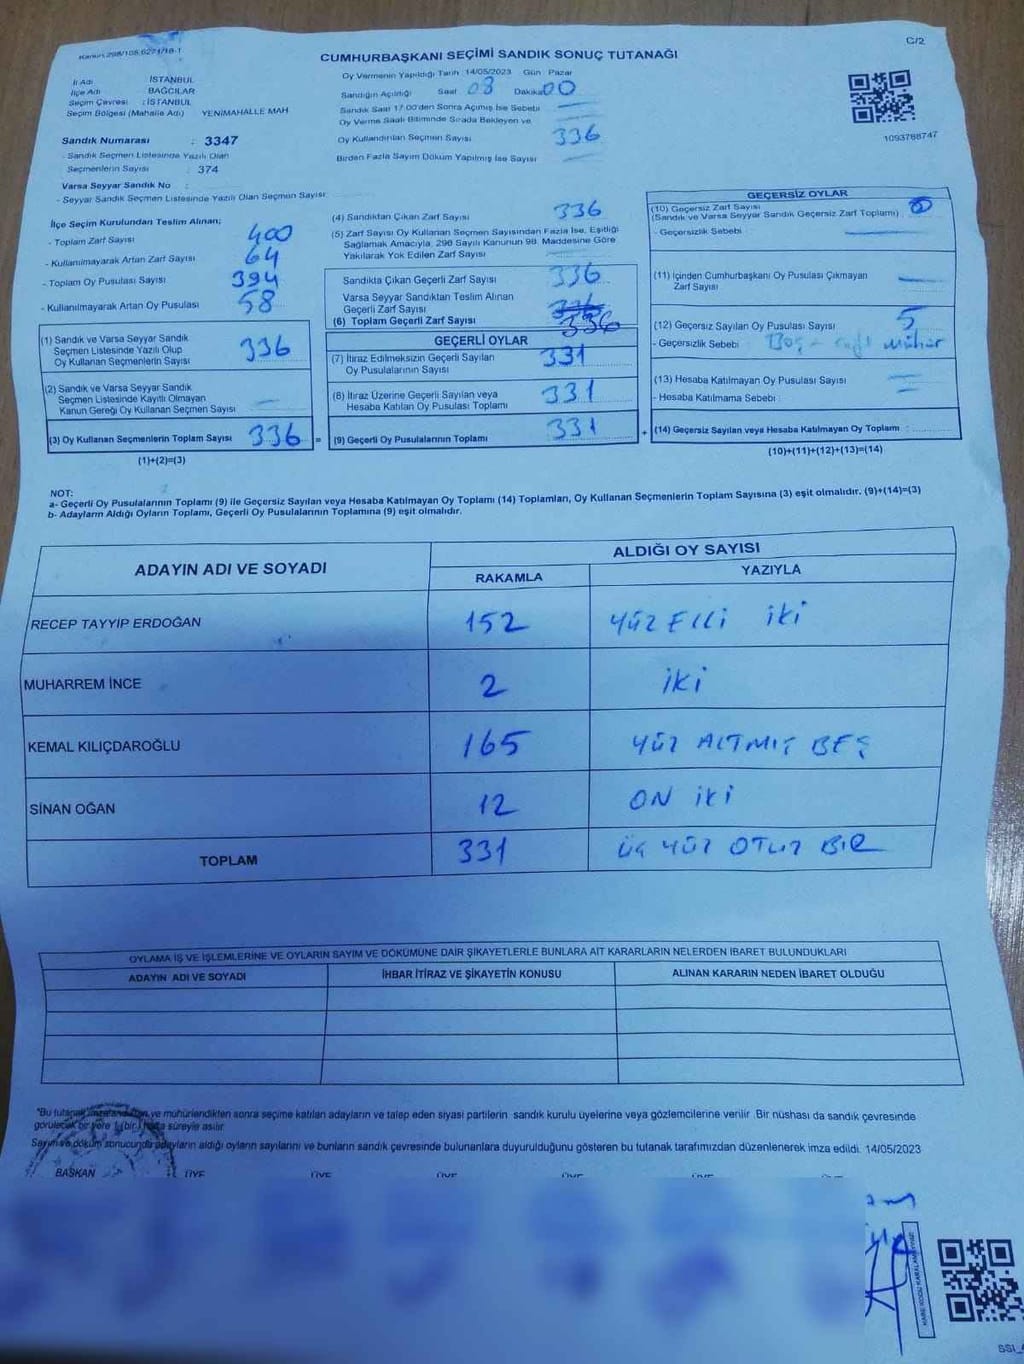 Kanun 298/108.6271/18-1
C/2
CUMHURBAŞKANI SEÇİMİ SANDIK SONUÇ TUTANAĞI
İl Adı : İSTANBUL
İlçe Adı : BAĞCILAR
Seçim Çevresi : İSTANBUL
Seçim Bölgesi (Mahalle Adı) YENİMAHALLE MAH
Sandık Numarası : 3347
- Sandık Seçmen Listesinde Yazılı Olan
Seçmenlerin Sayısı : 374
Varsa Seyyar Sandık No :
- Seyyar Sandık Seçmen Listesinde Yazılı Olan Seçmen Sayısı:
Oy Vermenin Yapıldığı Tarih 14/05/2023 Gün Pazar
Sandığın Açıldığı Saat 08 Dakika 00
Sandık Saat 17.00'den Sonra Açılmış İse Sebebi
Oy Verme Saati Bitiminde Sırada Bekleyen ve
Oy Kullandırılan Seçmen Sayısı 336
Birden Fazla Sayım Döküm Yapılmış İse Sayısı
1093788747
İlçe Seçim Kurulundan Teslim Alınan;
- Toplam Zarf Sayısı 400
- Kullanılmayarak Artan Zarf Sayısı 64
- Toplam Oy Pusulası Sayısı 394
- Kullanılmayarak Artan Oy Pusulası 58
(1) Sandık ve Varsa Seyyar Sandık
Seçmen Listesinde Yazılı Olup
Oy Kullanan Seçmenlerin Sayısı 336
(2) Sandık ve Varsa Seyyar Sandık
Seçmen Listesinde Kayıtlı Olmayan
Kanun Gereği Oy Kullanan Seçmen Sayısı
(3) Oy Kullanan Seçmenlerin Toplam Sayısı 336 =
(1)+(2)=(3)
(4) Sandıktan Çıkan Zarf Sayısı 336
(5) Zarf Sayısı Oy Kullanan Seçmen Sayısından Fazla İse, Eşitliği
Sağlamak Amacıyla, 298 Sayılı Kanunun 98. Maddesine Göre
Yakılarak Yok Edilen Zarf Sayısı
Sandıkta Çıkan Geçerli Zarf Sayısı 336
Varsa Seyyar Sandıktan Teslim Alınan
Geçerli Zarf Sayısı
(6) Toplam Geçerli Zarf Sayısı 336
GEÇERLİ OYLAR
(7) İtiraz Edilmeksizin Geçerli Sayılan
Oy Pusulalarının Sayısı 331
(8) İtiraz Üzerine Geçerli Sayılan veya
Hesaba Katılan Oy Pusulası Toplamı 331
(9) Geçerli Oy Pusulalarının Toplamı 331 +
GEÇERSİZ OYLAR
(10) Geçersiz Zarf Sayısı
(Sandık ve Varsa Seyyar Sandık Geçersiz Zarf Toplamı)
- Geçersizlik Sebebi
(11) İçinden Cumhurbaşkanı Oy Pusulası Çıkmayan
Zarf Sayısı
(12) Geçersiz Sayılan Oy Pusulası Sayısı 5
- Geçersizlik Sebebi Boş - mühür
(13) Hesaba Katılmayan Oy Pusulası Sayısı
- Hesaba Katılmama Sebebi
(14) Geçersiz Sayılan veya Hesaba Katılmayan Oy Toplamı :
(10)+(11)+(12)+(13)=(14)
NOT:
a- Geçerli Oy Pusulalarının Toplamı (9) ile Geçersiz Sayılan veya Hesaba Katılmayan Oy Toplamı (14) Toplamları, Oy Kullanan Seçmenlerin Toplam Sayısına (3) eşit olmalıdır. (9)+(14)=(3)
b- Adayların Aldığı Oyların Toplamı, Geçerli Oy Pusulalarının Toplamına (9) eşit olmalıdır.
ADAYIN ADI VE SOYADI ALDIĞI OY SAYISI
RAKAMLA YAZIYLA
RECEP TAYYİP ERDOĞAN 152 YÜZ ELLİ İKİ
MUHARREM İNCE 2 İKİ
KEMAL KILIÇDAROĞLU 165 YÜZ ALTMIŞ BEŞ
SİNAN OĞAN 12 ON İKİ
TOPLAM 331 ÜÇ YÜZ OTUZ BİR
OYLAMA İŞ VE İŞLEMLERİNE VE OYLARIN SAYIM VE DÖKÜMÜNE DAİR ŞİKAYETLERLE BUNLARA AİT KARARLARIN NELERDEN İBARET BULUNDUKLARI
ADAYIN ADI VE SOYADI İHBAR İTİRAZ VE ŞİKAYETİN KONUSU ALINAN KARARIN NEDEN İBARET OLDUĞU
"Bu tutanak imzalandıktan ve mühürlendikten sonra seçime katılan adayların ve talep eden siyasi partilerin sandık kurulu üyelerine veya gözlemcilerine verilir. Bir nüshası da sandık çevresinde
görülecek bir yere 1 (bir) hafta süreyle asılır.
Sayım ve döküm sonucunda adayların aldığı oyların sayılarını ve bunların sandık çevresinde bulunanlara duyurulduğunu gösteren bu tutanak tarafımızdan düzenlenerek imza edildi. 14/05/2023
BAŞKAN ÜYE ÜYE ÜYE ÜYE ÜYE ÜYE